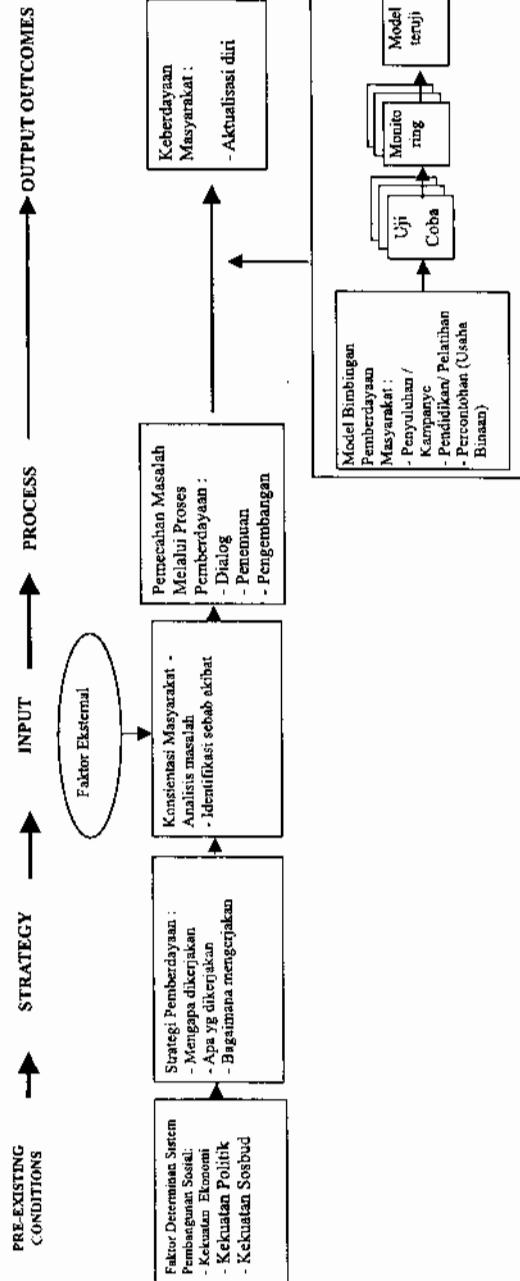 PRE-EXISTING
CONDITIONS
STRATEGY
INPUT
PROCESS
OUTPUT OUTCOMES
Faktor Determinan Sistem
Pembangunan Sosial:
- Kekuatan Ekonomi
- Kekuatan Politik
- Kekuatan Sosbud
Strategi Pemberdayaan :
- Mengapa dikerjakan
- Apa yg dikerjakan
- Bagaimana mengerjakan
Faktor Eksternal
Konsientasi Masyarakat -
Analisis masalah
- Identifikasi sebab akibat
Pemecahan Masalah
Melalui Proses
Pemberdayaan :
- Dialog
- Penemuan
- Pengembangan
Keberdayaan
Masyarakat :
- Aktualisasi diri
Model Bimbingan
Pemberdayaan
Masyarakat :
- Penyuluhan /
Kampanye
- Pendidikan/ Pelatihan
- Percontohan (Usaha
Binaan)
Uji
Coba
Monito
ring
Model
teruji